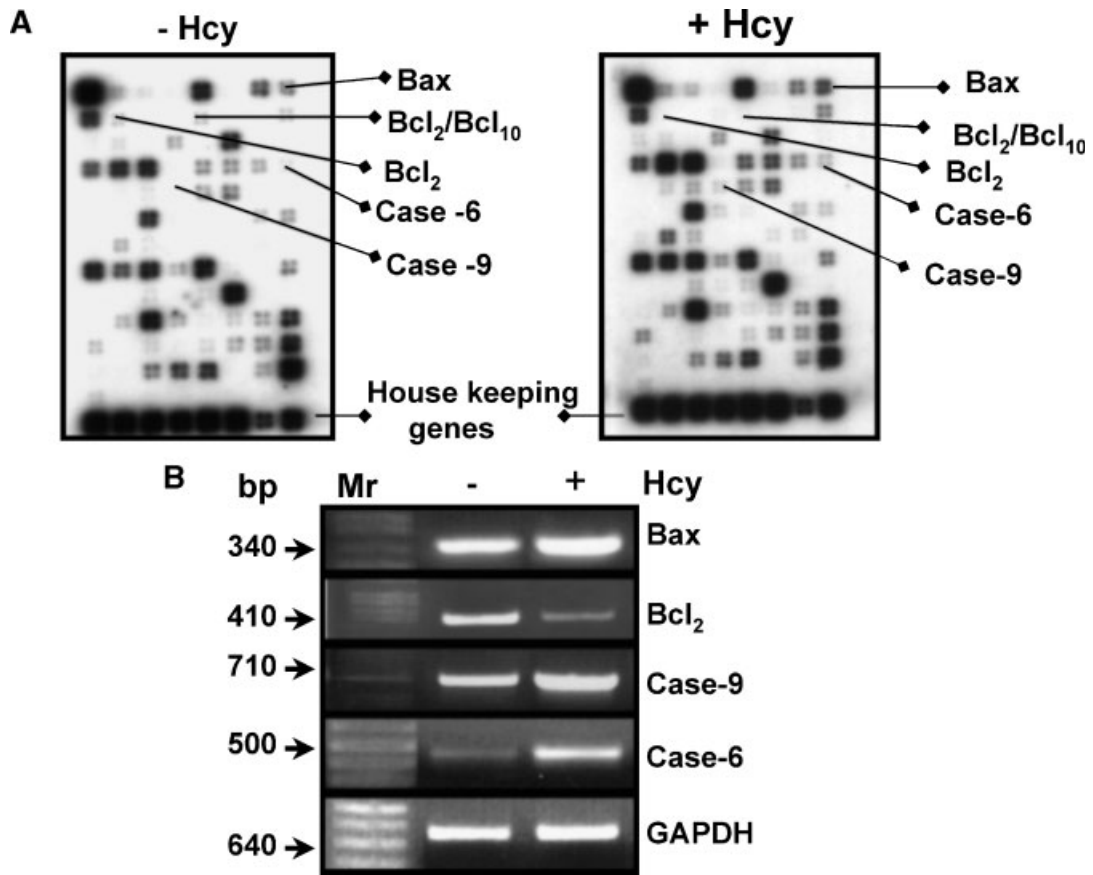 A
- Hcy
Bax
Bcl₂/Bcl₁₀
Bcl₂
Case -6
Case -9
+ Hcy
Bax
Bcl₂/Bcl₁₀
Bcl₂
Case-6
Case-9
House keeping
genes
B
bp Mr - + Hcy
340 Bax
410 Bcl₂
710
Case-9
500 Case-6
GAPDH
640